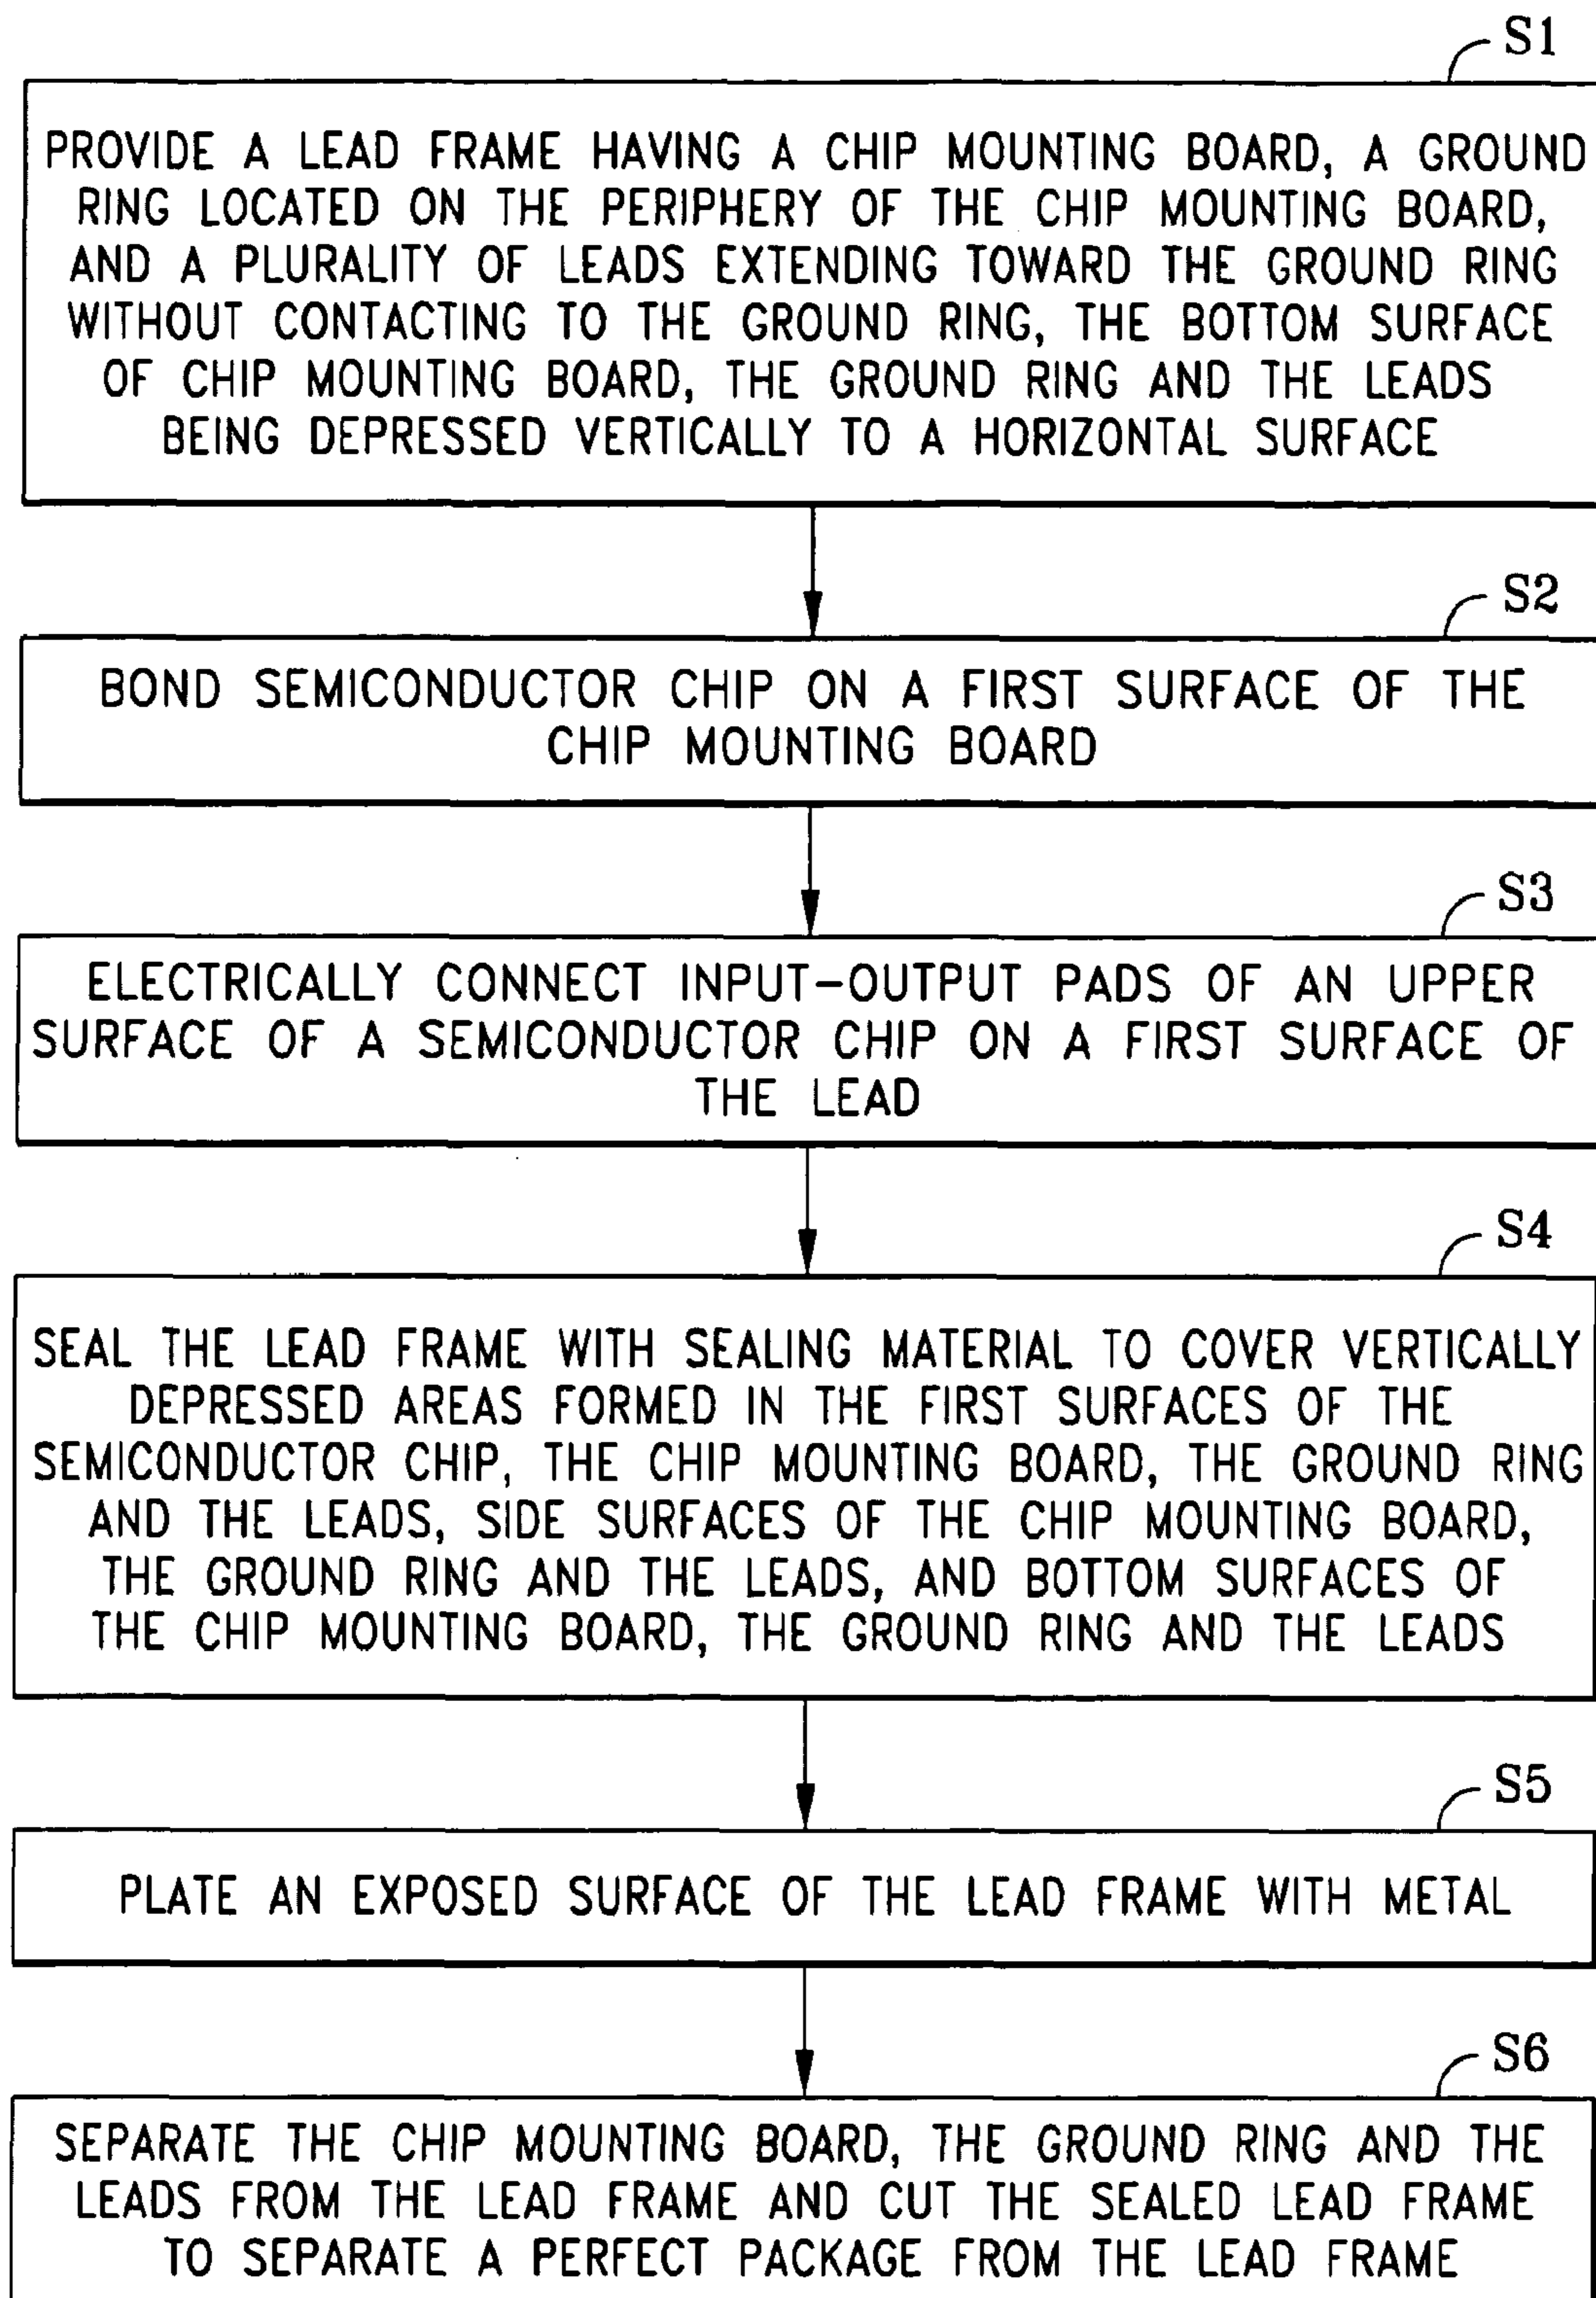 S1
PROVIDE A LEAD FRAME HAVING A CHIP MOUNTING BOARD, A GROUND
RING LOCATED ON THE PERIPHERY OF THE CHIP MOUNTING BOARD,
AND A PLURALITY OF LEADS EXTENDING TOWARD THE GROUND RING
WITHOUT CONTACTING TO THE GROUND RING, THE BOTTOM SURFACE
OF CHIP MOUNTING BOARD, THE GROUND RING AND THE LEADS
BEING DEPRESSED VERTICALLY TO A HORIZONTAL SURFACE
S2
BOND SEMICONDUCTOR CHIP ON A FIRST SURFACE OF THE
CHIP MOUNTING BOARD
S3
ELECTRICALLY CONNECT INPUT-OUTPUT PADS OF AN UPPER
SURFACE OF A SEMICONDUCTOR CHIP ON A FIRST SURFACE OF
THE LEAD
S4
SEAL THE LEAD FRAME WITH SEALING MATERIAL TO COVER VERTICALLY
DEPRESSED AREAS FORMED IN THE FIRST SURFACES OF THE
SEMICONDUCTOR CHIP, THE CHIP MOUNTING BOARD, THE GROUND RING
AND THE LEADS, SIDE SURFACES OF THE CHIP MOUNTING BOARD,
THE GROUND RING AND THE LEADS, AND BOTTOM SURFACES OF
THE CHIP MOUNTING BOARD, THE GROUND RING AND THE LEADS
S5
PLATE AN EXPOSED SURFACE OF THE LEAD FRAME WITH METAL
S6
SEPARATE THE CHIP MOUNTING BOARD, THE GROUND RING AND THE
LEADS FROM THE LEAD FRAME AND CUT THE SEALED LEAD FRAME
TO SEPARATE A PERFECT PACKAGE FROM THE LEAD FRAME